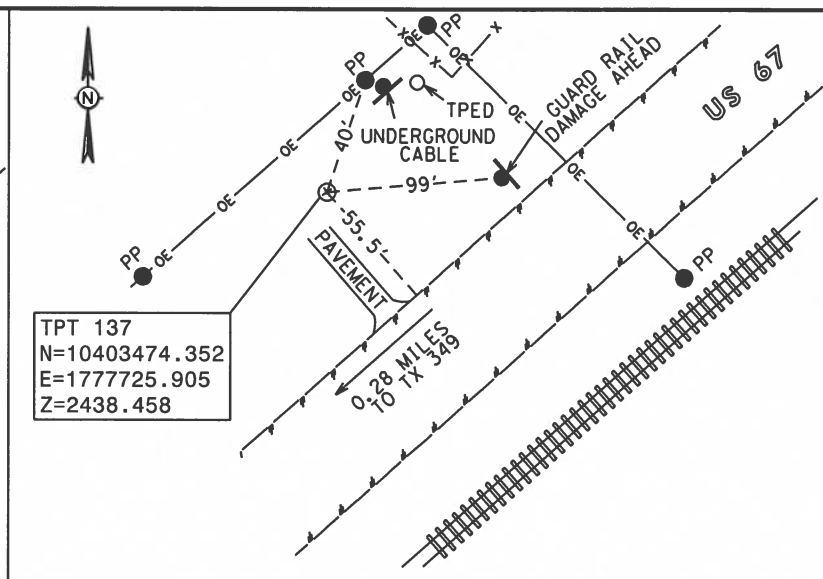 PP
OE
PP
OE
GUARD RAIL
DAMAGE AHEAD
US 67
N
TPED
OE
UNDERGROUND
CABLE
40'
OE
99'
OE
OE
-55.5'
OE
PP
OE
PAVEMENT
OE
PP
TPT 137
N=10403474.352
E=1777725.905
Z=2438.458
0.28 MILES
TO TX 349